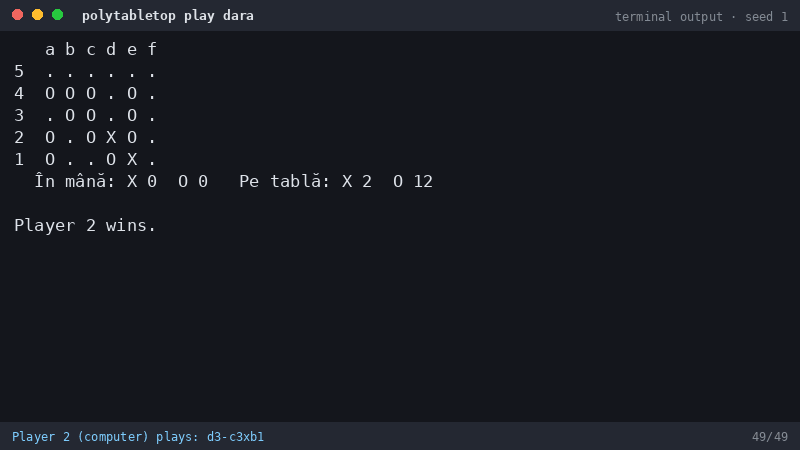 polytabletop play dara
terminal output · seed 1
a b c d e f
5 . . . . . .
4 O O O . O .
3 . O O . O .
2 O . O X O .
1 O . . O X .
În mână: X 0 O 0 Pe tablă: X 2 O 12
Player 2 wins.
Player 2 (computer) plays: d3-c3xb1
49/49